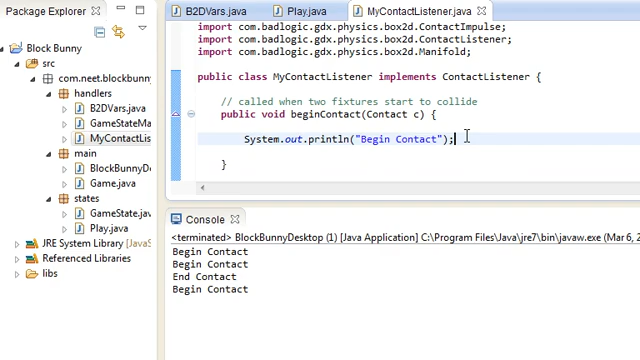 Package Explorer
Block Bunny
src
com.neet.blockbunny
handlers
B2DVars.java
GameStateMa
MyContactLis
main
BlockBunnyD
Game.java
states
GameState.java
Play.java
JRE System Library [JavaS
Referenced Libraries
libs
B2DVars.java
Play.java
MyContactListener.java
import com.badlogic.gdx.physics.box2d.ContactImpulse;
import com.badlogic.gdx.physics.box2d.ContactListener;
import com.badlogic.gdx.physics.box2d.Manifold;
public class MyContactListener implements ContactListener {
// called when two fixtures start to collide
public void beginContact(Contact c) {
System.out.println("Begin Contact");
}
Console
<terminated> BlockBunnyDesktop (1) [Java Application] C:\Program Files\Java\jre7\bin\javaw.exe (Mar 6, 
Begin Contact
Begin Contact
End Contact
Begin Contact